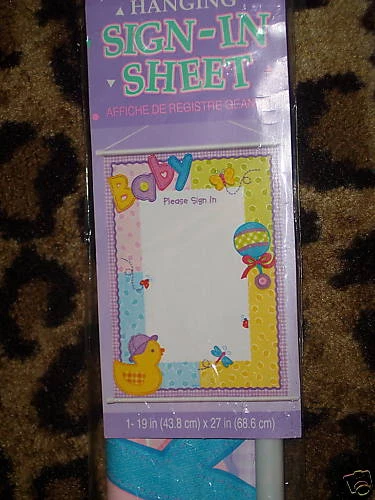 HANGING
SIGN-IN
SHEET
AFFICHE DE REGISTRE GÉAN
Baby
Please Sign In
1- 19 in (43.8 cm) x 27 in (68.6 cm)